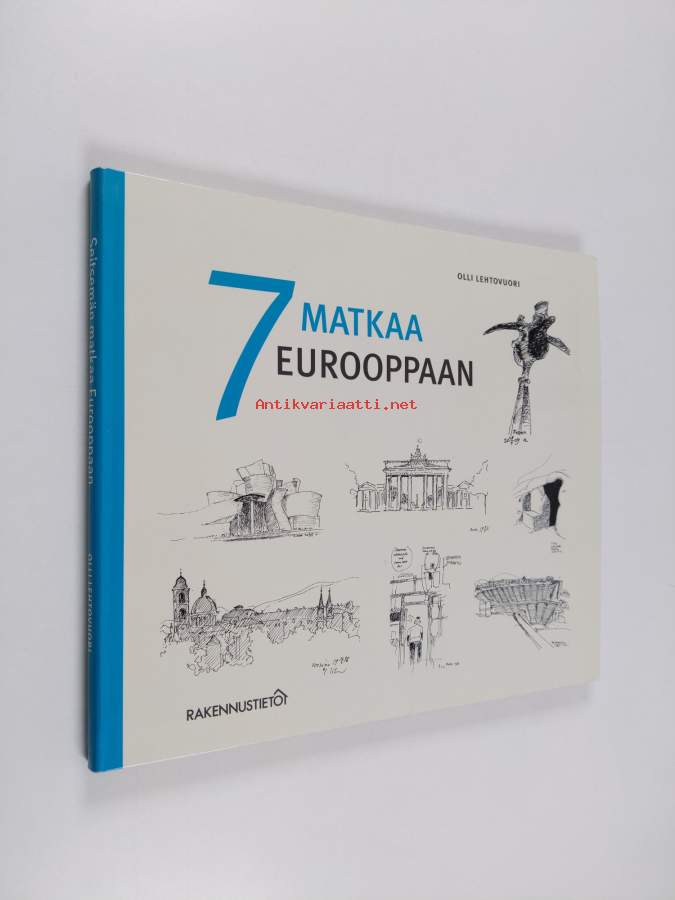 Seitsemän matkaa Eurooppaan
OLLI LEHTOVUORI
OLLI LEHTOVUORI
7 MATKAA
EUROOPPAAN
Antikvariaatti.net
RAKENNUSTIETO